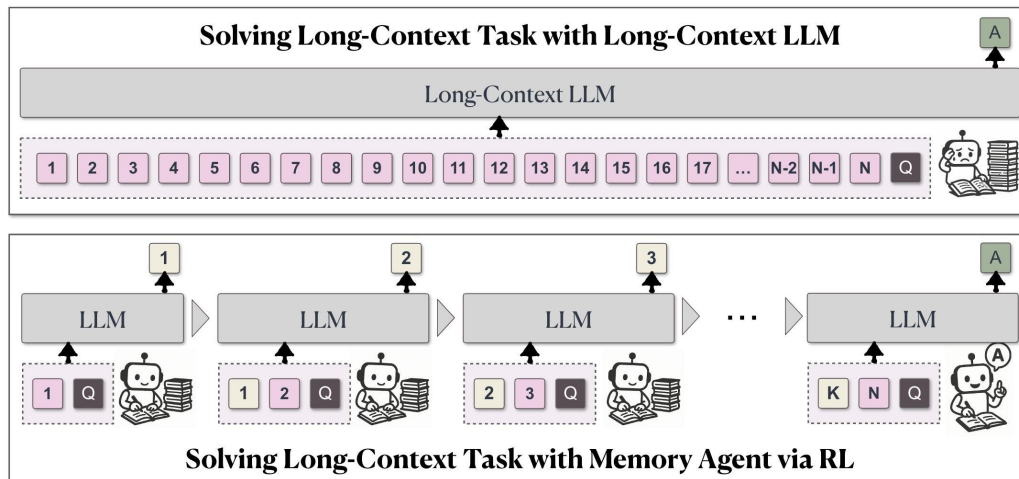 Solving Long-Context Task with Long-Context LLM
A
Long-Context LLM
1 2 3 4 5 6 7 8 9 10 11 12 13 14 15 16 17 ... N-2 N-1 N Q
1 2 3 A
LLM LLM LLM ... LLM
1 Q 1 2 Q 2 3 Q K N Q A
Solving Long-Context Task with Memory Agent via RL